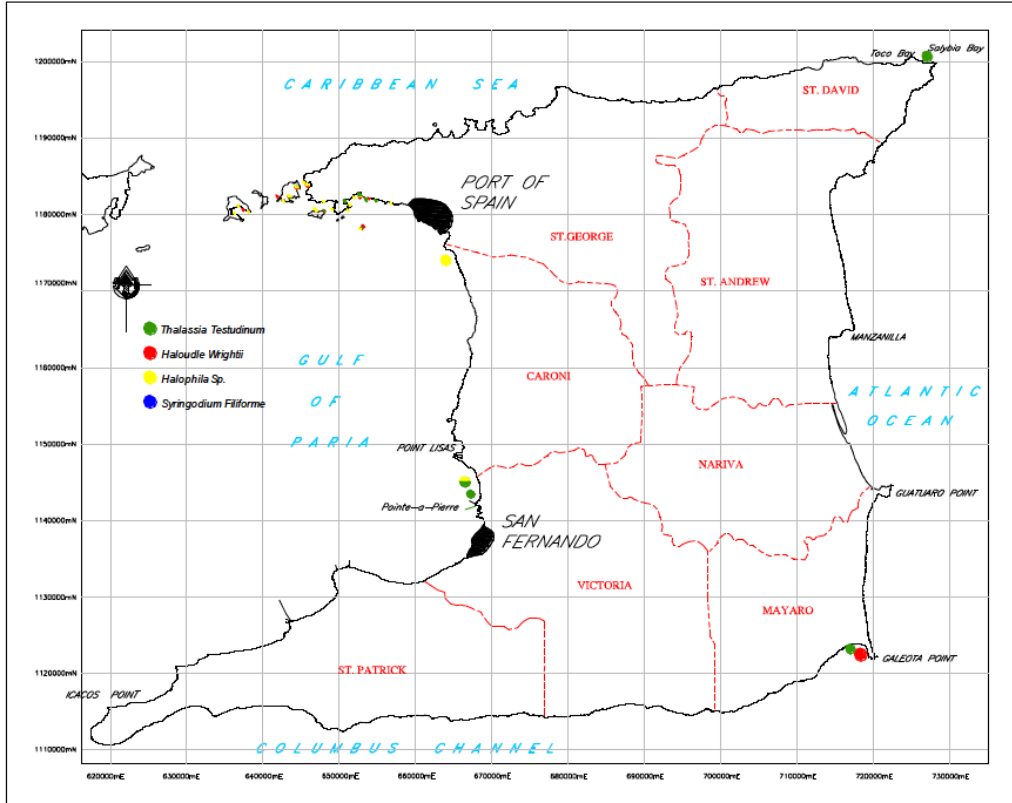 1200000mN
1190000mN
1180000mN
1170000mN
1160000mN
1150000mN
1140000mN
1130000mN
1120000mN
1110000mN
CARIBBEAN SEA
Toco Bay
Salybia Bay
ST. DAVID
PORT OF
SPAIN
ST.GEORGE
ST. ANDREW
Thalassia Testudinum
Haloudle Wrightii
Halophila Sp.
Syringodium Filiforme
GULF
OF
PARIA
MANZANILLA
CARONI
ATLANTIC
OCEAN
POINT LISAS
NARIVA
GUATUARO POINT
Pointe-a-Pierre
SAN
FERNANDO
VICTORIA
MAYARO
ST. PATRICK
GALEOTA POINT
ICACOS POINT
COLUMBUS CHANNEL
620000mE
630000mE
640000mE
650000mE
660000mE
670000mE
680000mE
690000mE
700000mE
710000mE
720000mE
730000mE